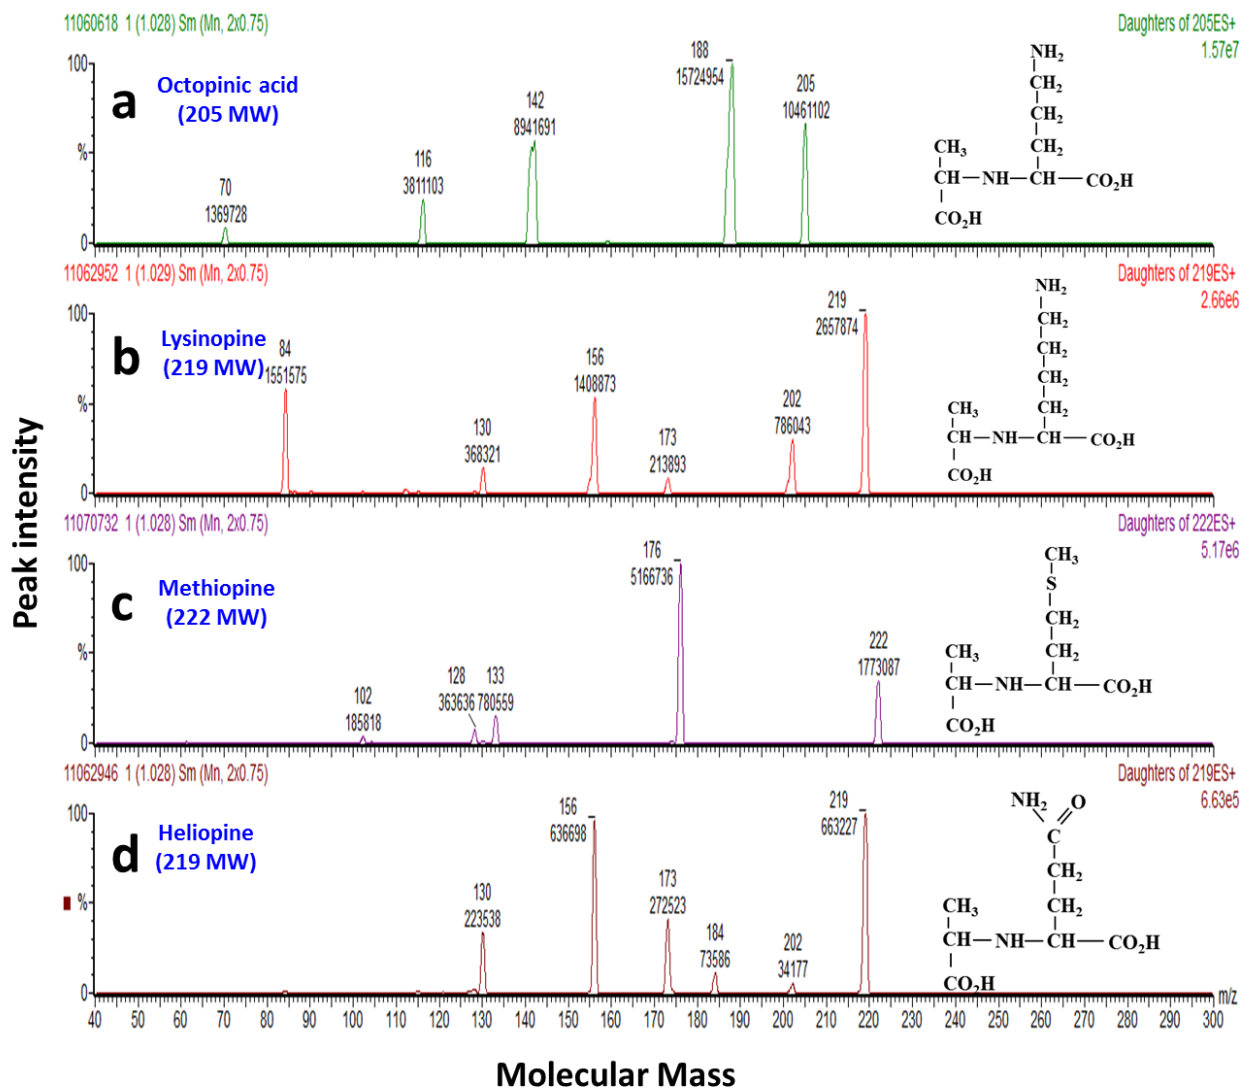 11060618 1 (1.028) Sm (Mn, 2x0.75)
Daughters of 205ES+
1.57e7
a
Octopinic acid
(205 MW)
100
%
0
70
1369728
116
3811103
142
8941691
188
15724954
205
10461102
NH₂
CH₂
CH₂
CH₂
CH₃
CH—NH—CH—CO₂H
CO₂H
11062952 1 (1.029) Sm (Mn, 2x0.75)
Daughters of 219ES+
2.66e6
b
Lysinopine
(219 MW)
100
%
0
84
1551575
130
368321
156
1408873
173
213893
202
786043
219
2657874
NH₂
CH₂
CH₂
CH₂
CH₂
CH₃
CH—NH—CH—CO₂H
CO₂H
11070732 1 (1.028) Sm (Mn, 2x0.75)
Daughters of 222ES+
5.17e6
c
Methiopine
(222 MW)
100
%
0
102
185818
128
363636
133
780559
176
5166736
222
1773087
CH₃
S
CH₂
CH₂
CH₃
CH—NH—CH—CO₂H
CO₂H
11062946 1 (1.028) Sm (Mn, 2x0.75)
Daughters of 219ES+
6.63e5
d
Heliopine
(219 MW)
100
%
0
130
223538
156
636698
173
272523
184
73586
202
34177
219
663227
NH₂ O
C
CH₂
CH₂
CH₃
CH—NH—CH—CO₂H
CO₂H
m/z
40 50 60 70 80 90 100 110 120 130 140 150 160 170 180 190 200 210 220 230 240 250 260 270 280 290 300
Peak intensity
Molecular Mass